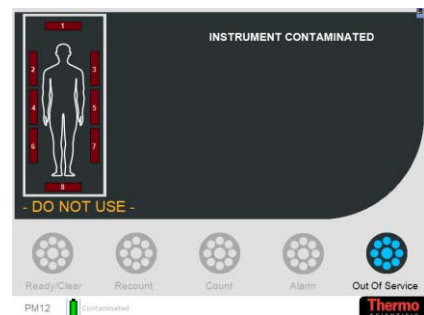 1
INSTRUMENT CONTAMINATED
2 3
4 5
6 7
8
- DO NOT USE -
Ready/Clear Recount Count Alarm Out Of Service
PM12 Contaminated Thermo
SCIENTIFIC